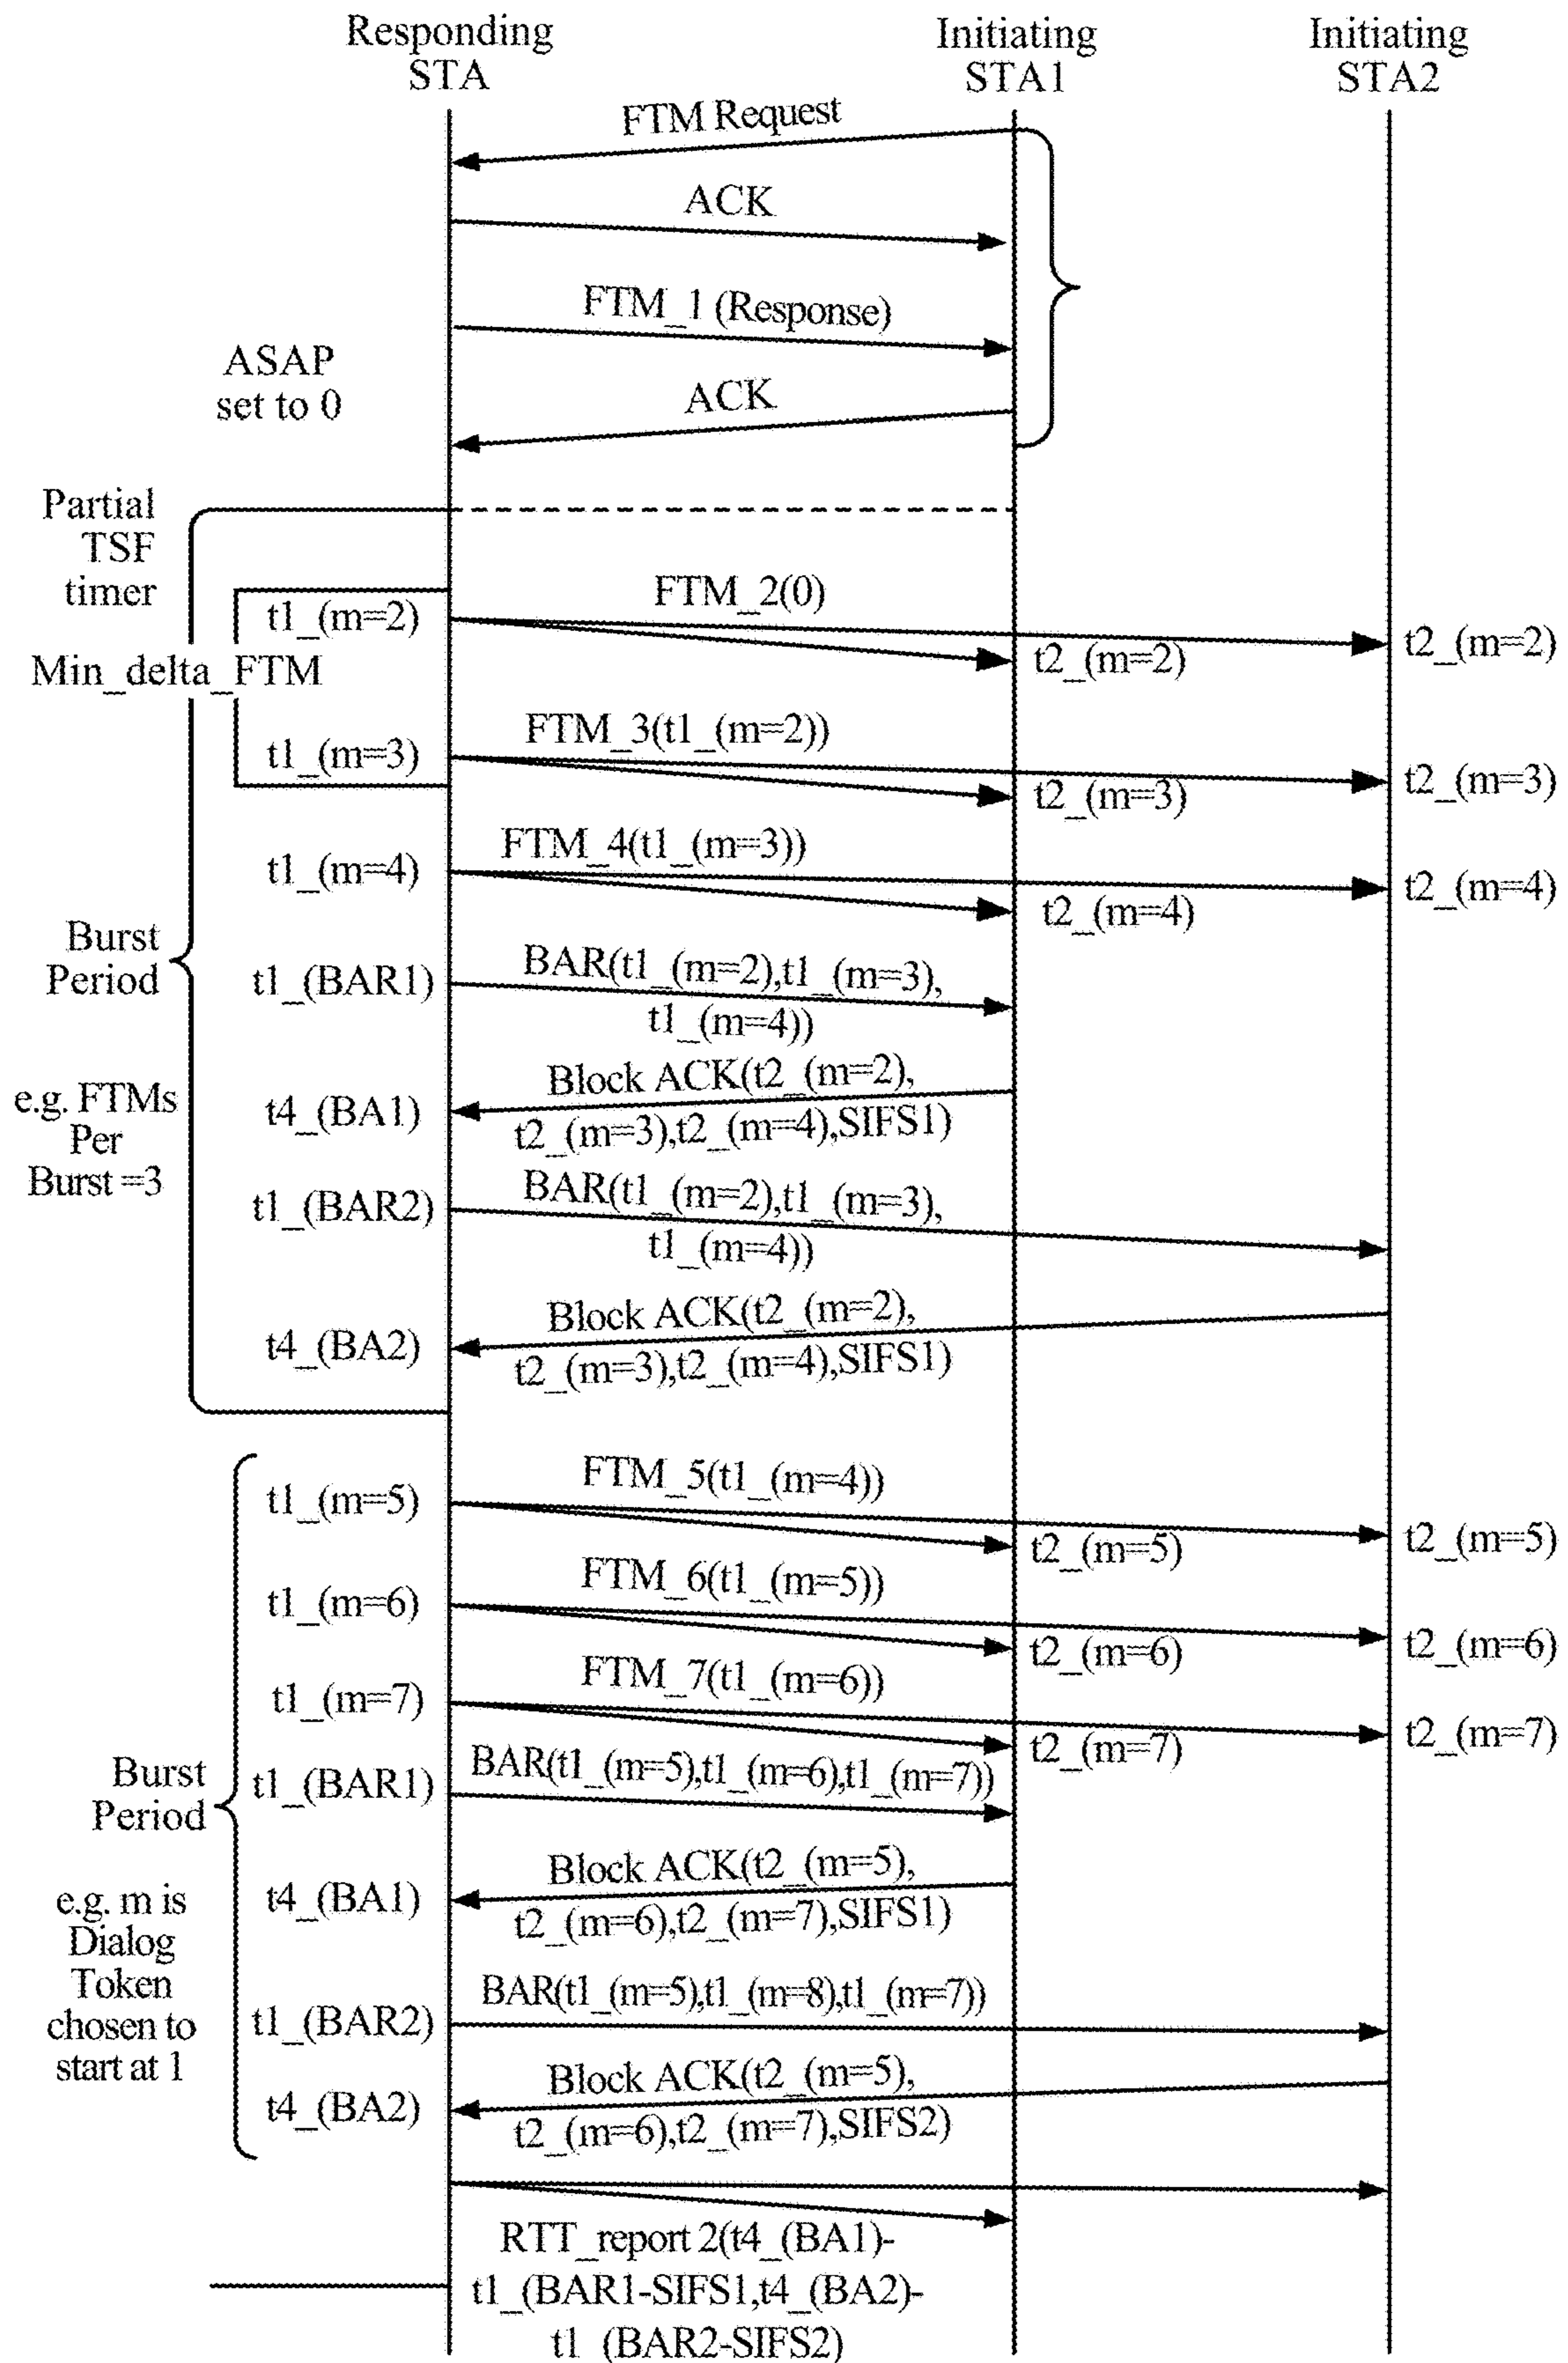 Responding
STA
Initiating
STA1
Initiating
STA2
FTM Request
ACK
FTM_1 (Response)
ASAP
set to 0
ACK
Partial
TSF
timer
t1_(m=2)
FTM_2(0)
t2_(m=2)
t2_(m=2)
Min_delta_FTM
t1_(m=3)
FTM_3(t1_(m=2))
t2_(m=3)
t2_(m=3)
t1_(m=4)
FTM_4(t1_(m=3))
t2_(m=4)
t2_(m=4)
Burst
Period
t1_(BAR1)
BAR(t1_(m=2),t1_(m=3),
t1_(m=4))
e.g. FTMs
Per
Burst =3
t4_(BA1)
Block ACK(t2_(m=2),
t2_(m=3),t2_(m=4),SIFS1)
t1_(BAR2)
BAR(t1_(m=2),t1_(m=3),
t1_(m=4))
t4_(BA2)
Block ACK(t2_(m=2),
t2_(m=3),t2_(m=4),SIFS1)
t1_(m=5)
FTM_5(t1_(m=4))
t2_(m=5)
t2_(m=5)
t1_(m=6)
FTM_6(t1_(m=5))
t2_(m=6)
t2_(m=6)
t1_(m=7)
FTM_7(t1_(m=6))
t2_(m=7)
t2_(m=7)
Burst
Period
t1_(BAR1)
BAR(t1_(m=5),t1_(m=6),t1_(m=7))
t4_(BA1)
Block ACK(t2_(m=5),
t2_(m=6),t2_(m=7),SIFS1)
e.g. m is
Dialog
Token
chosen to
start at 1
t1_(BAR2)
BAR(t1_(m=5),t1_(m=8),t1_(m=7))
t4_(BA2)
Block ACK(t2_(m=5),
t2_(m=6),t2_(m=7),SIFS2)
RTT_report 2(t4_(BA1)-
t1_(BAR1-SIFS1,t4_(BA2)-
t1_(BAR2-SIFS2)